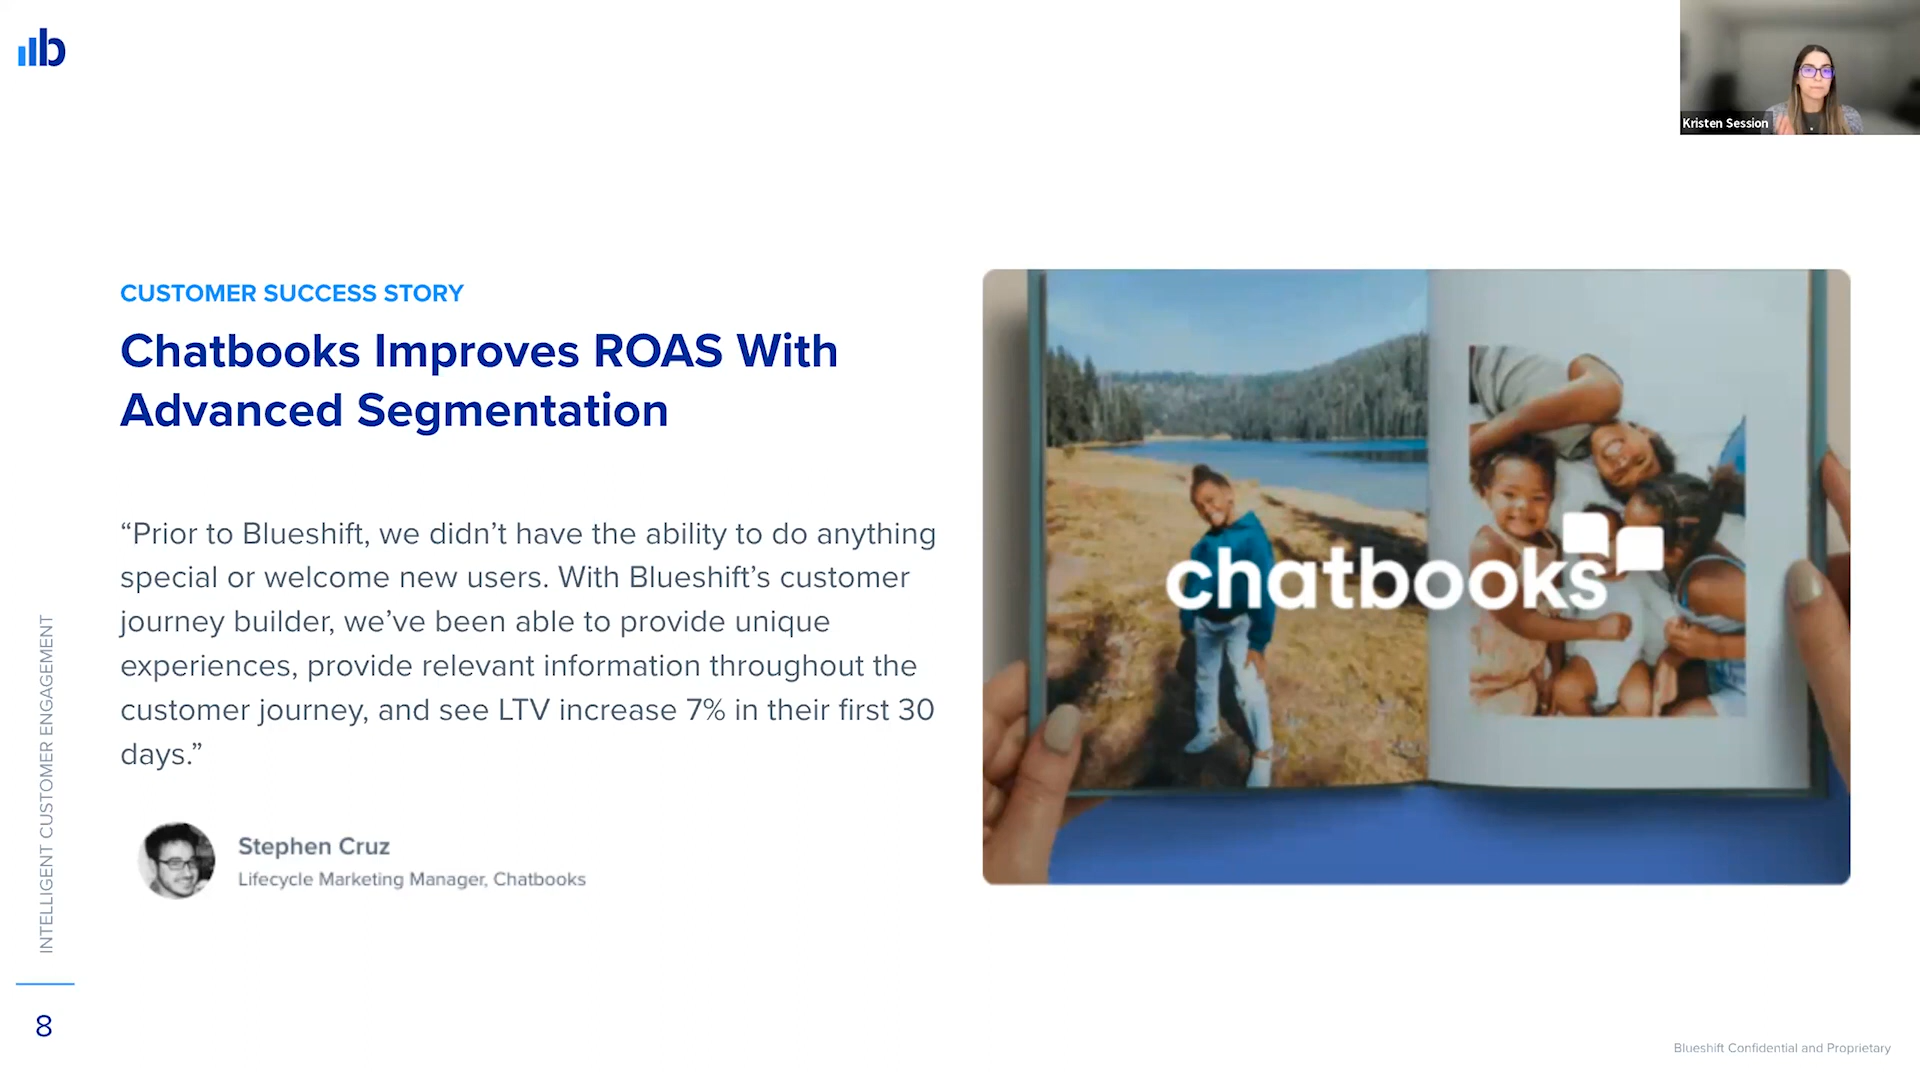 b
Kristen Session
CUSTOMER SUCCESS STORY
Chatbooks Improves ROAS With
Advanced Segmentation
“Prior to Blueshift, we didn’t have the ability to do anything
special or welcome new users. With Blueshift’s customer
journey builder, we’ve been able to provide unique
experiences, provide relevant information throughout the
customer journey, and see LTV increase 7% in their first 30
days.”
Stephen Cruz
Lifecycle Marketing Manager, Chatbooks
chatbooks
INTELLIGENT CUSTOMER ENGAGEMENT
8
Blueshift Confidential and Proprietary